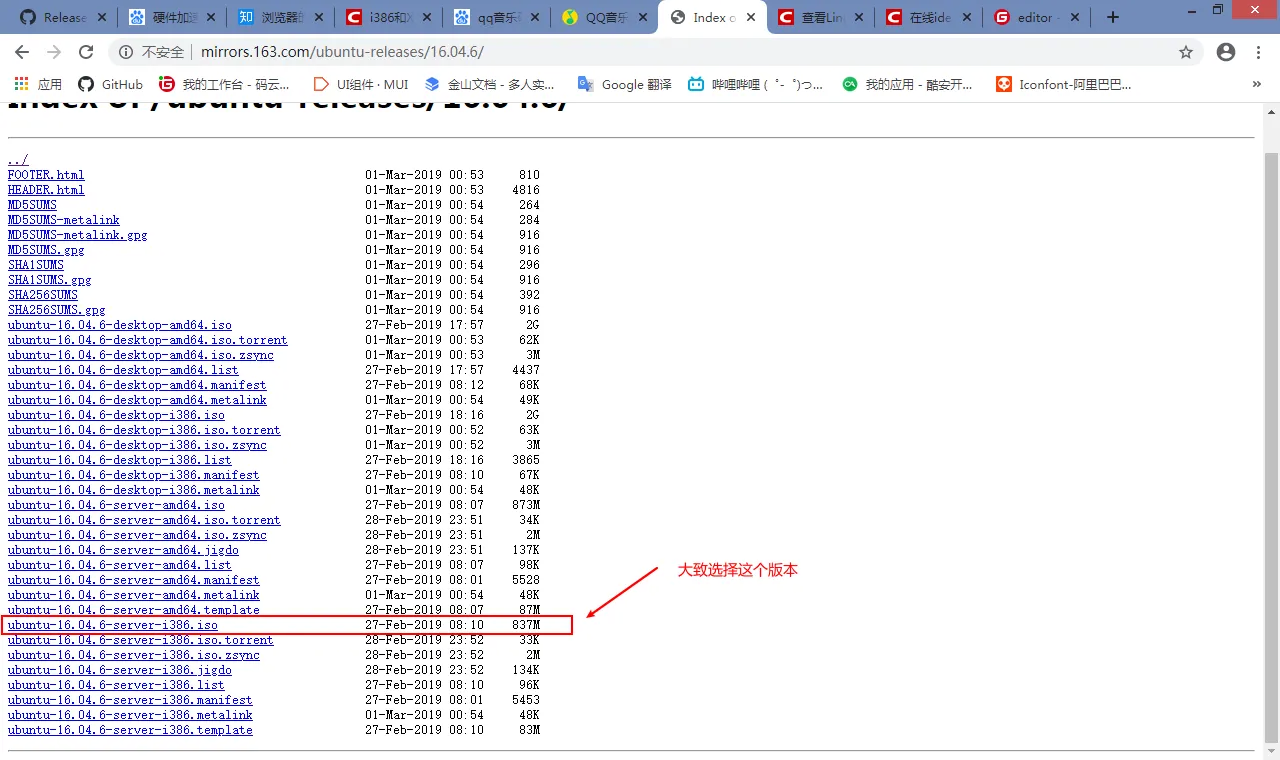 Release
硬件加速
浏览器的
i386和X
qq音乐
QQ音乐
Index o
查看Lin
在线ide
editor
不安全 mirrors.163.com/ubuntu-releases/16.04.6/
应用 GitHub 我的工作台 - 码云... UI组件 · MUI 金山文档 - 多人实... Google 翻译 哔哩哔哩 ( ゜- ゜)つ... 我的应用 - 酷安开... Iconfont-阿里巴巴... »
Index of /ubuntu-releases/16.04.6/
../
FOOTER.html 01-Mar-2019 00:53 810
HEADER.html 01-Mar-2019 00:53 4816
MD5SUMS 01-Mar-2019 00:54 264
MD5SUMS-metalink 01-Mar-2019 00:54 284
MD5SUMS-metalink.gpg 01-Mar-2019 00:54 916
MD5SUMS.gpg 01-Mar-2019 00:54 916
SHA1SUMS 01-Mar-2019 00:54 296
SHA1SUMS.gpg 01-Mar-2019 00:54 916
SHA256SUMS 01-Mar-2019 00:54 392
SHA256SUMS.gpg 01-Mar-2019 00:54 916
ubuntu-16.04.6-desktop-amd64.iso 27-Feb-2019 17:57 2G
ubuntu-16.04.6-desktop-amd64.iso.torrent 01-Mar-2019 00:53 62K
ubuntu-16.04.6-desktop-amd64.iso.zsync 01-Mar-2019 00:53 3M
ubuntu-16.04.6-desktop-amd64.list 27-Feb-2019 17:57 4437
ubuntu-16.04.6-desktop-amd64.manifest 27-Feb-2019 08:12 68K
ubuntu-16.04.6-desktop-amd64.metalink 01-Mar-2019 00:54 49K
ubuntu-16.04.6-desktop-i386.iso 27-Feb-2019 18:16 2G
ubuntu-16.04.6-desktop-i386.iso.torrent 01-Mar-2019 00:52 63K
ubuntu-16.04.6-desktop-i386.iso.zsync 01-Mar-2019 00:52 3M
ubuntu-16.04.6-desktop-i386.list 27-Feb-2019 18:16 3865
ubuntu-16.04.6-desktop-i386.manifest 27-Feb-2019 08:10 67K
ubuntu-16.04.6-desktop-i386.metalink 01-Mar-2019 00:54 48K
ubuntu-16.04.6-server-amd64.iso 27-Feb-2019 08:07 873M
ubuntu-16.04.6-server-amd64.iso.torrent 28-Feb-2019 23:51 34K
ubuntu-16.04.6-server-amd64.iso.zsync 28-Feb-2019 23:51 2M
ubuntu-16.04.6-server-amd64.jigdo 28-Feb-2019 23:51 137K
ubuntu-16.04.6-server-amd64.list 27-Feb-2019 08:07 98K
大致选择这个版本
ubuntu-16.04.6-server-amd64.manifest 27-Feb-2019 08:01 5528
ubuntu-16.04.6-server-amd64.metalink 01-Mar-2019 00:54 48K
ubuntu-16.04.6-server-amd64.template 27-Feb-2019 08:07 87M
ubuntu-16.04.6-server-i386.iso 27-Feb-2019 08:10 837M
ubuntu-16.04.6-server-i386.iso.torrent 28-Feb-2019 23:52 33K
ubuntu-16.04.6-server-i386.iso.zsync 28-Feb-2019 23:52 2M
ubuntu-16.04.6-server-i386.jigdo 28-Feb-2019 23:52 134K
ubuntu-16.04.6-server-i386.list 27-Feb-2019 08:10 96K
ubuntu-16.04.6-server-i386.manifest 27-Feb-2019 08:01 5453
ubuntu-16.04.6-server-i386.metalink 01-Mar-2019 00:54 48K
ubuntu-16.04.6-server-i386.template 27-Feb-2019 08:10 83M